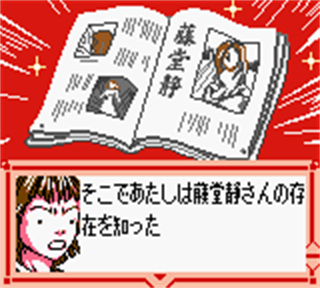 藤堂静
そこであたしは藤堂静さんの存
在を知った